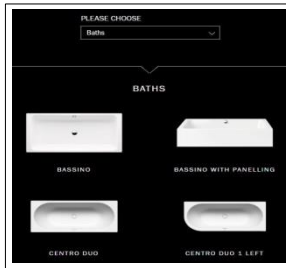 PLEASE CHOOSE
Baths
BATHS
BASSINO
BASSINO WITH PANELLING
CENTRO DUO
CENTRO DUO 1 LEFT